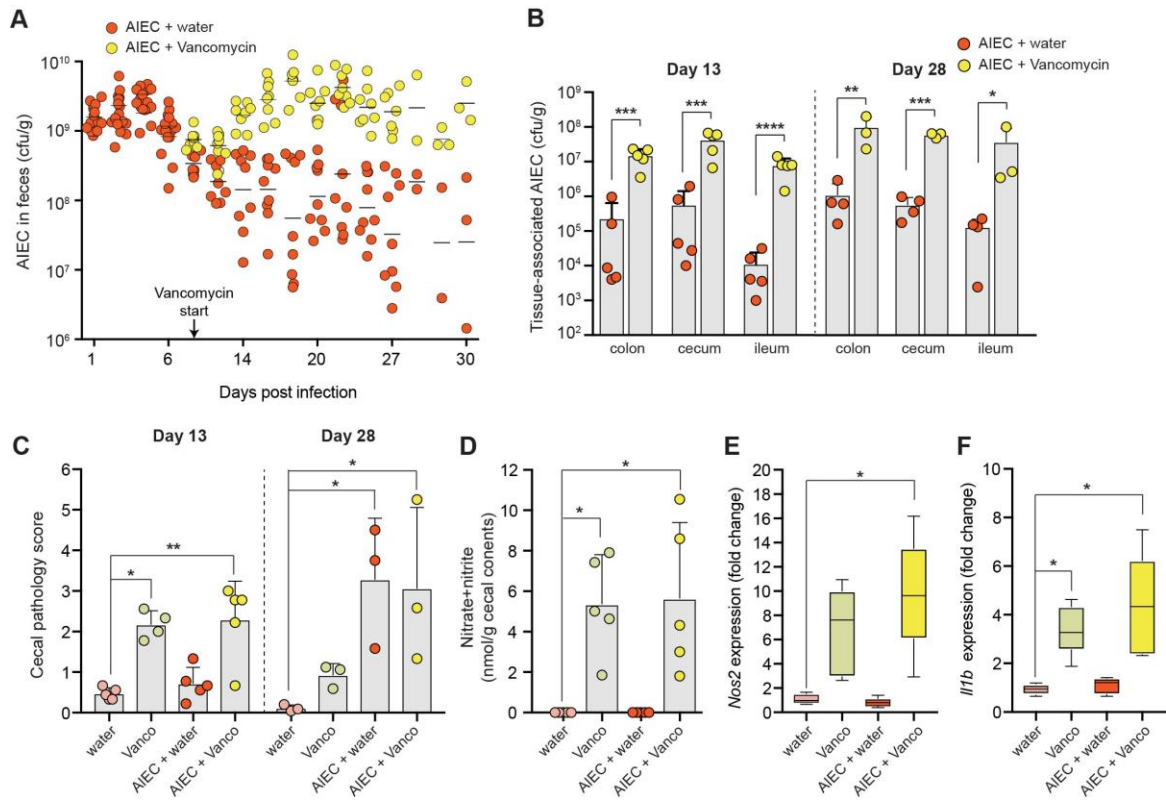 A
AIEC + water
AIEC + Vancomycin
AIEC in feces (cfu/g)
10^10
10^9
10^8
10^7
10^6
Vancomycin
start
1 6 14 20 27 30
Days post infection
B
AIEC + water
AIEC + Vancomycin
Day 13 Day 28
Tissue-associated AIEC (cfu/g)
10^9
10^8
10^7
10^6
10^5
10^4
10^3
10^2
*** *** **** ** *** *
colon cecum ileum colon cecum ileum
C
Day 13 Day 28
Cecal pathology score
6
5
4
3
2
1
0
* ** * *
water Vanco AIEC + water AIEC + Vanco water Vanco AIEC + water AIEC + Vanco
D
Nitrate+nitrite
(nmol/g cecal conents)
12
10
8
6
4
2
0
* *
water Vanco AIEC + water AIEC + Vanco
E
Nos2 expression (fold change)
20
18
16
14
12
10
8
6
4
2
0
*
water Vanco AIEC + water AIEC + Vanco
F
Il1b expression (fold change)
10
8
6
4
2
0
* *
water Vanco AIEC + water AIEC + Vanco